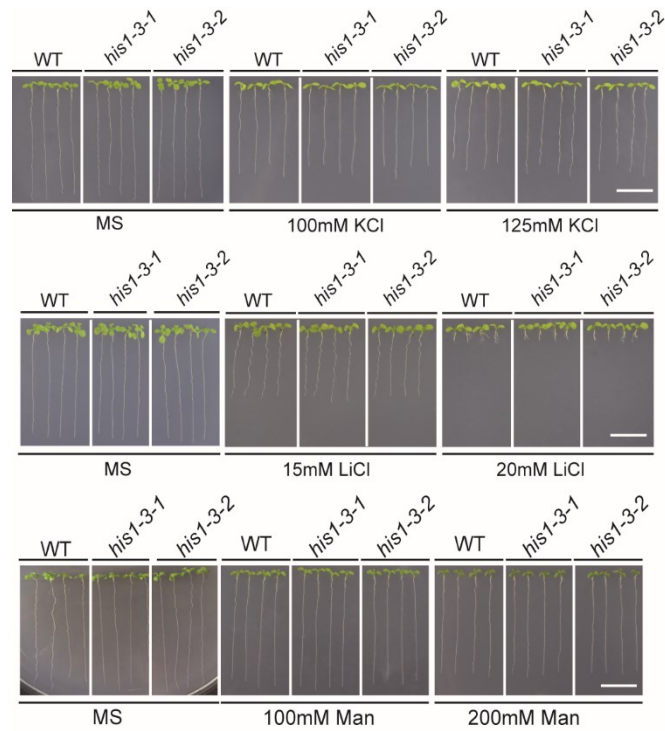 WT his1-3-1 his1-3-2 WT his1-3-1 his1-3-2 WT his1-3-1 his1-3-2
MS 100mM KCl 125mM KCl
WT his1-3-1 his1-3-2 WT his1-3-1 his1-3-2 WT his1-3-1 his1-3-2
MS 15mM LiCl 20mM LiCl
WT his1-3-1 his1-3-2 WT his1-3-1 his1-3-2 WT his1-3-1 his1-3-2
MS 100mM Man 200mM Man